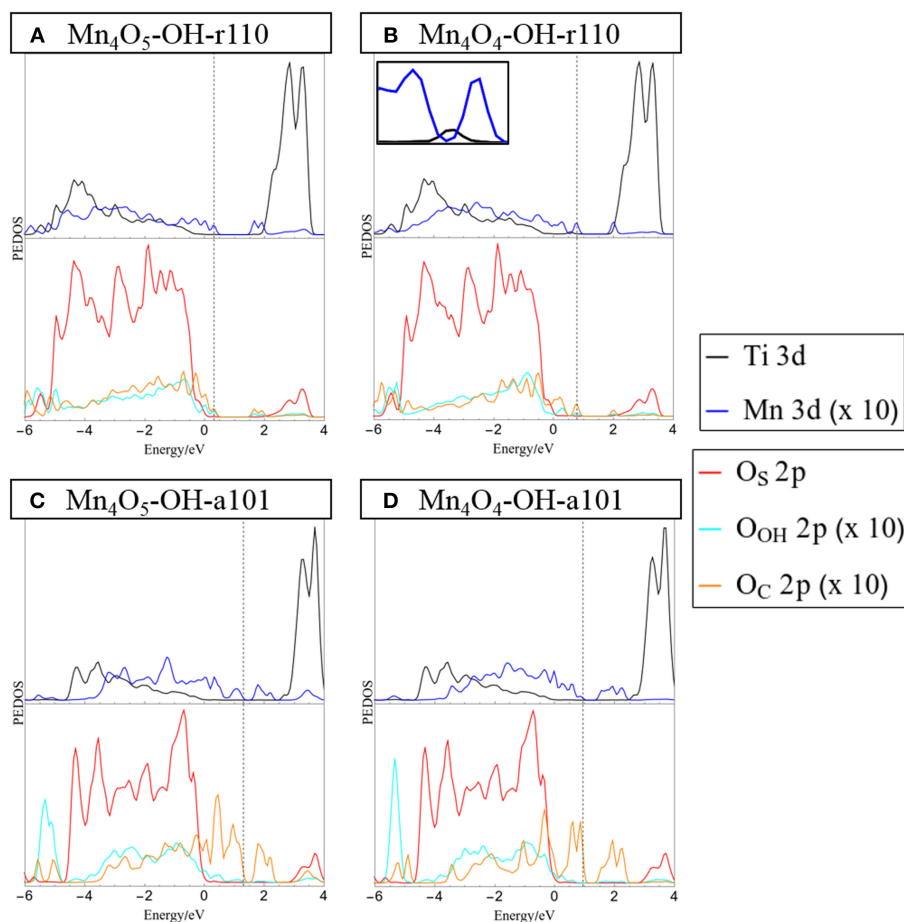 A Mn4O5-OH-r110
B Mn4O4-OH-r110
PEDOS
−6 −4 −2 0 2 4
Energy/eV
−6 −4 −2 0 2 4
Energy/eV
Ti 3d
Mn 3d (x 10)
OS 2p
OOH 2p (x 10)
OC 2p (x 10)
C Mn4O5-OH-a101
D Mn4O4-OH-a101
PEDOS
−6 −4 −2 0 2 4
Energy/eV
−6 −4 −2 0 2 4
Energy/eV